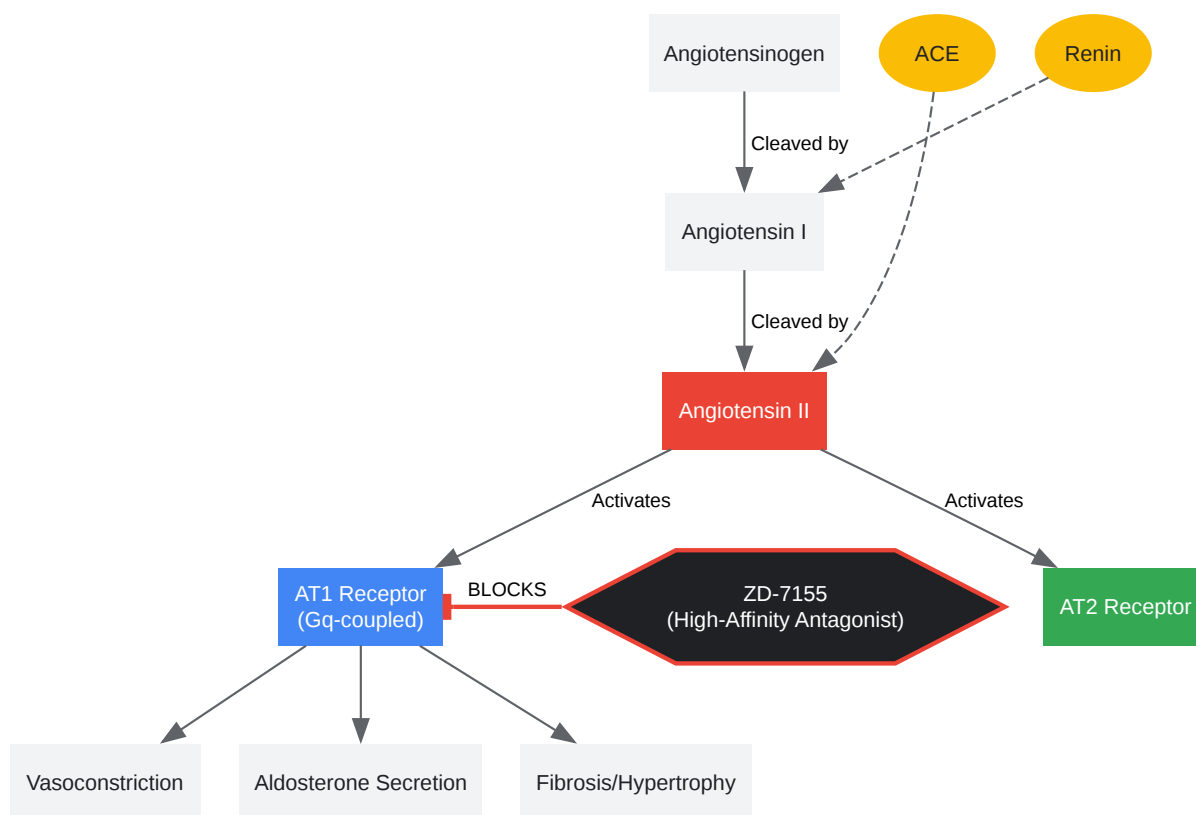 Angiotensinogen
ACE
Renin
Cleaved by
Angiotensin I
Cleaved by
Angiotensin II
Activates
Activates
AT1 Receptor
(Gq-coupled)
BLOCKS
ZD-7155
(High-Affinity Antagonist)
AT2 Receptor
Vasoconstriction
Aldosterone Secretion
Fibrosis/Hypertrophy